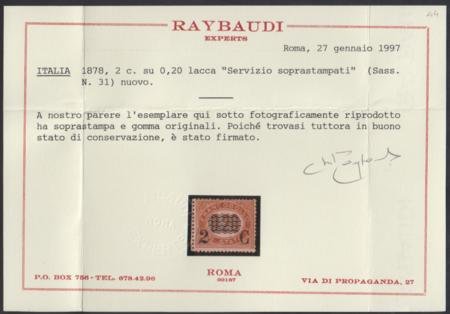 RAYBAUDI
EXPERTS
Roma, 27 gennaio 1997
ITALIA 1878, 2 c. su 0,20 lacca "Servizio soprastampati" (Sass.
N. 31) nuovo.
A nostro parere l'esemplare qui sotto fotograficamente riprodotto
ha soprastampa e gomma originali. Poiché trovasi tuttora in buono
stato di conservazione, è stato firmato.
2 C
ROMA
00187
P.O. BOX 756 - TEL. 678.42.96
VIA DI PROPAGANDA, 27